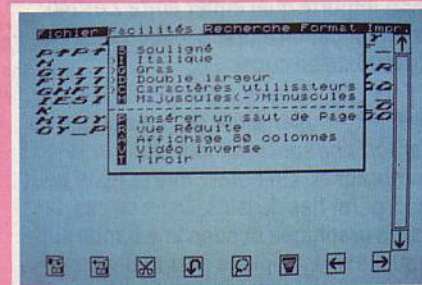 Fichier Facilités Recherche Format Impr.
S Souligné
I Italique
G Gras
D Double largeur
C Caractères utilisateurs
M Majuscules<->Minuscules
P insérer un saut de Page
R vue Réduite
A Affichage 80 colonnes
V Vidéo inverse
T Tiroir